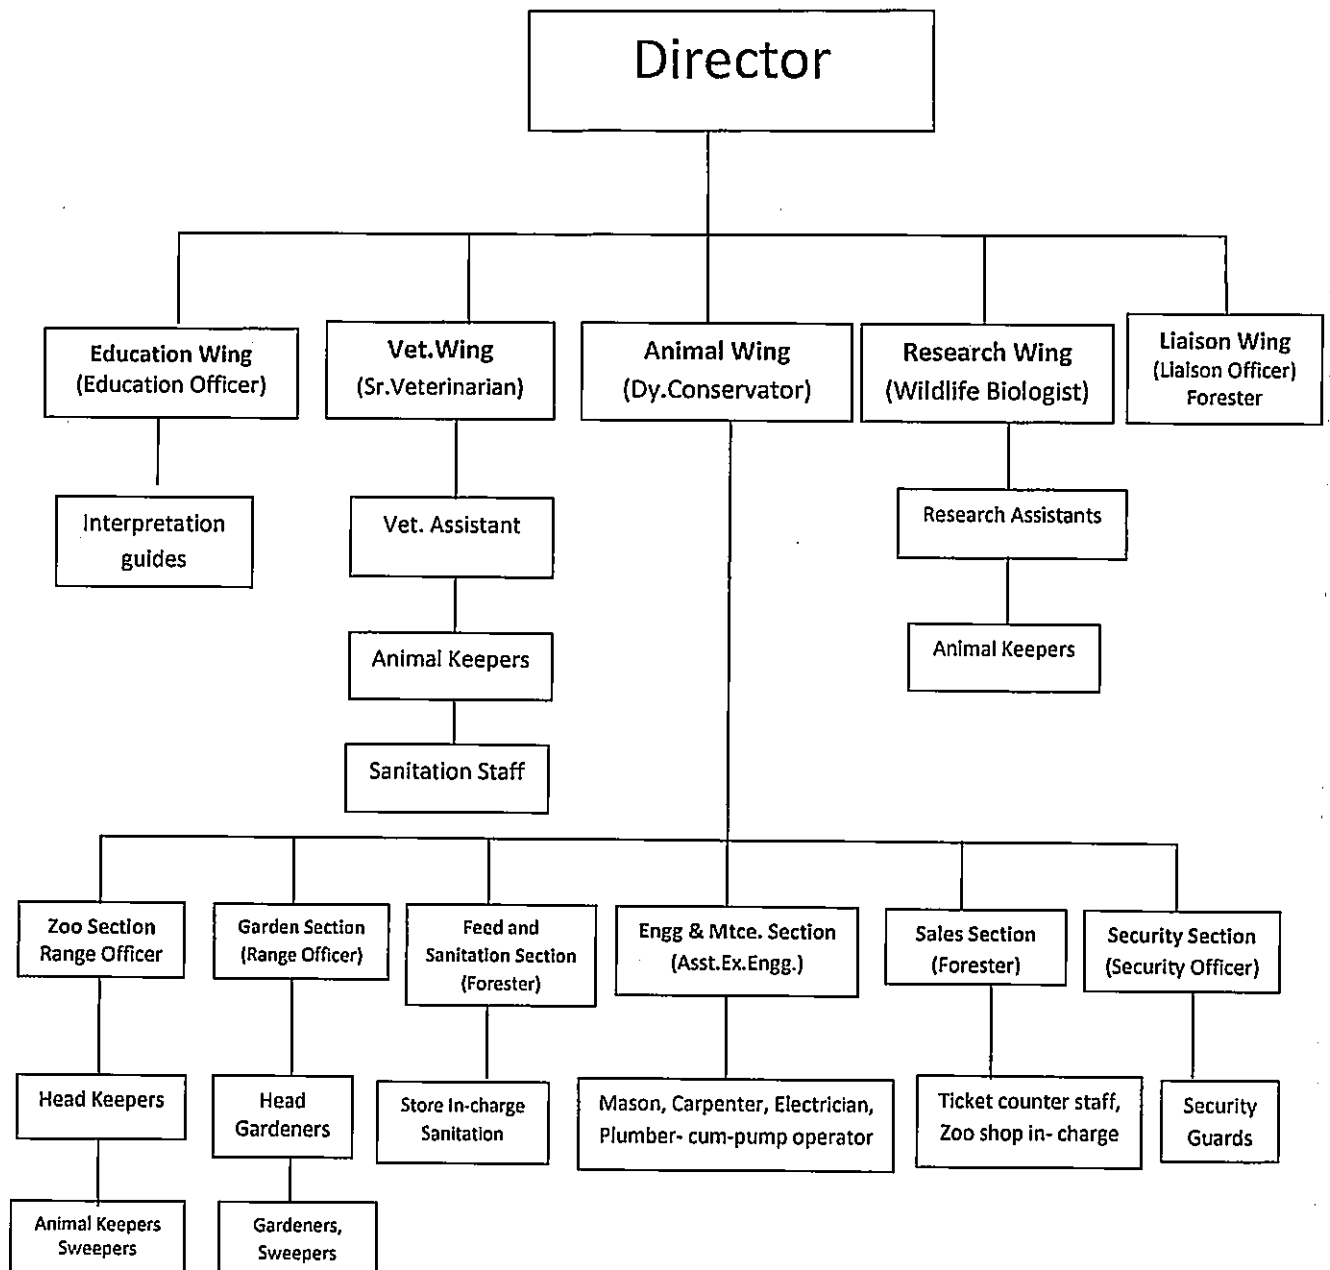 Director
Education Wing
(Education Officer)
Vet.Wing
(Sr.Veterinarian)
Animal Wing
(Dy.Conservator)
Research Wing
(Wildlife Biologist)
Liaison Wing
(Liaison Officer)
Forester
Interpretation
guides
Vet. Assistant
Research Assistants
Animal Keepers
Animal Keepers
Sanitation Staff
Zoo Section
Range Officer
Garden Section
(Range Officer)
Feed and
Sanitation Section
(Forester)
Engg & Mtce. Section
(Asst.Ex.Engg.)
Sales Section
(Forester)
Security Section
(Security Officer)
Head Keepers
Head
Gardeners
Store In-charge
Sanitation
Mason, Carpenter, Electrician,
Plumber- cum-pump operator
Ticket counter staff,
Zoo shop in- charge
Security
Guards
Animal Keepers
Sweepers
Gardeners,
Sweepers